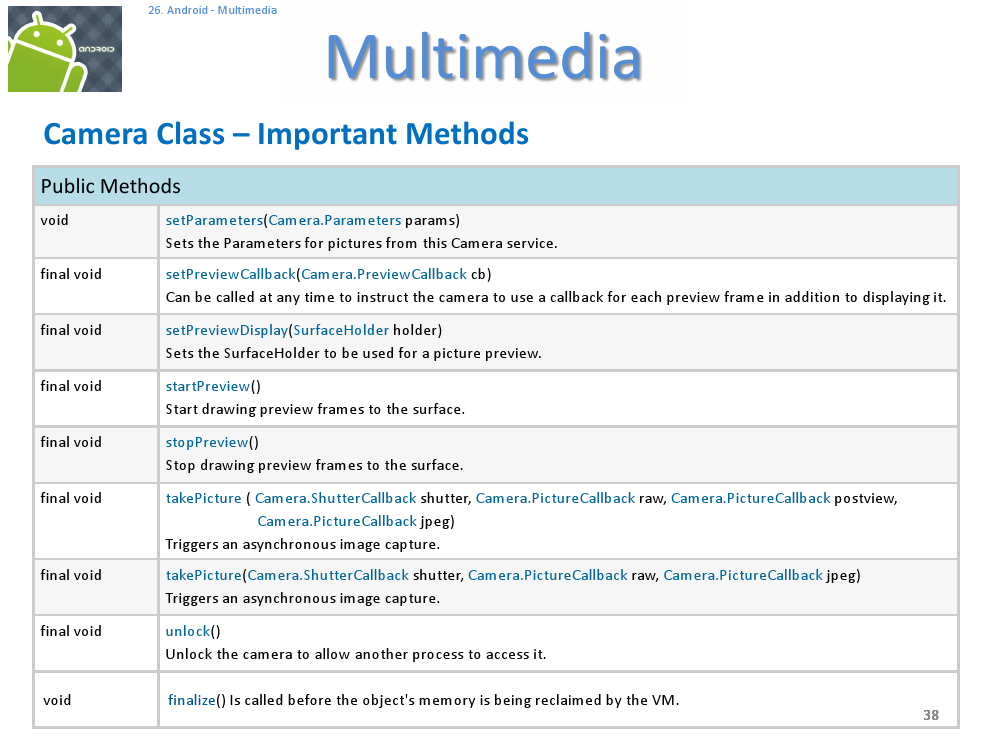 26. Android - Multimedia
ANDROID
Multimedia
Camera Class – Important Methods
Public Methods
void
setParameters(Camera.Parameters params)
Sets the Parameters for pictures from this Camera service.
final void
setPreviewCallback(Camera.PreviewCallback cb)
Can be called at any time to instruct the camera to use a callback for each preview frame in addition to displaying it.
final void
setPreviewDisplay(SurfaceHolder holder)
Sets the SurfaceHolder to be used for a picture preview.
final void
startPreview()
Start drawing preview frames to the surface.
final void
stopPreview()
Stop drawing preview frames to the surface.
final void
takePicture ( Camera.ShutterCallback shutter, Camera.PictureCallback raw, Camera.PictureCallback postview,
Camera.PictureCallback jpeg)
Triggers an asynchronous image capture.
final void
takePicture(Camera.ShutterCallback shutter, Camera.PictureCallback raw, Camera.PictureCallback jpeg)
Triggers an asynchronous image capture.
final void
unlock()
Unlock the camera to allow another process to access it.
void
finalize() Is called before the object's memory is being reclaimed by the VM.
38